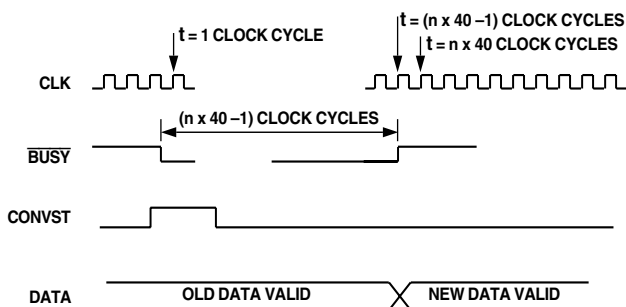 t = (n x 40 –1) CLOCK CYCLES
t = 1 CLOCK CYCLE
t = n x 40 CLOCK CYCLES
CLK
(n x 40 –1) CLOCK CYCLES
BUSY
CONVST
DATA
OLD DATA VALID
NEW DATA VALID